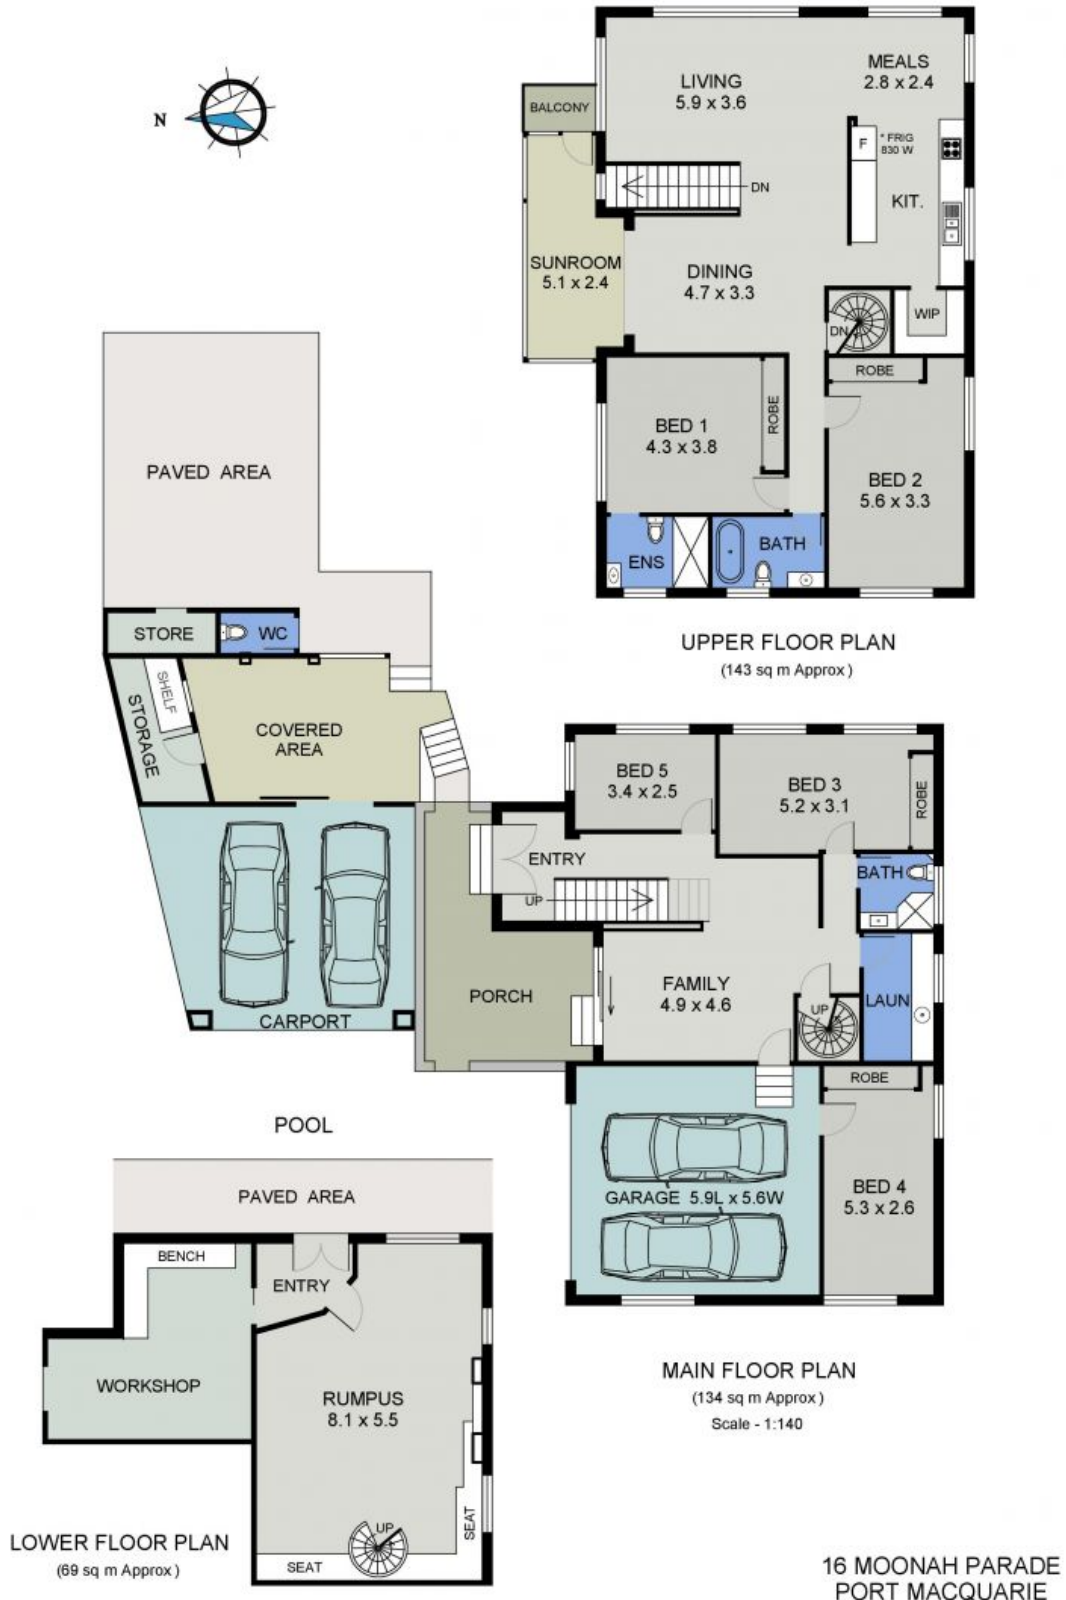 N
LIVING
5.9 x 3.6
MEALS
2.8 x 2.4
BALCONY
F
* FRIG
830 W
DN
KIT.
SUNROOM
5.1 x 2.4
DINING
4.7 x 3.3
DN
WIP
ROBE
BED 1
4.3 x 3.8
ROBE
BED 2
5.6 x 3.3
ENS
BATH
UPPER FLOOR PLAN
(143 sq m Approx )
PAVED AREA
STORE
WC
SHELF
STORAGE
COVERED
AREA
CARPORT
PORCH
ENTRY
UP
BED 5
3.4 x 2.5
BED 3
5.2 x 3.1
ROBE
BATH
FAMILY
4.9 x 4.6
UP
LAUN
ROBE
GARAGE 5.9L x 5.6W
BED 4
5.3 x 2.6
MAIN FLOOR PLAN
(134 sq m Approx )
Scale - 1:140
POOL
PAVED AREA
BENCH
ENTRY
WORKSHOP
RUMPUS
8.1 x 5.5
UP
SEAT
SEAT
LOWER FLOOR PLAN
(69 sq m Approx )
16 MOONAH PARADE
PORT MACQUARIE